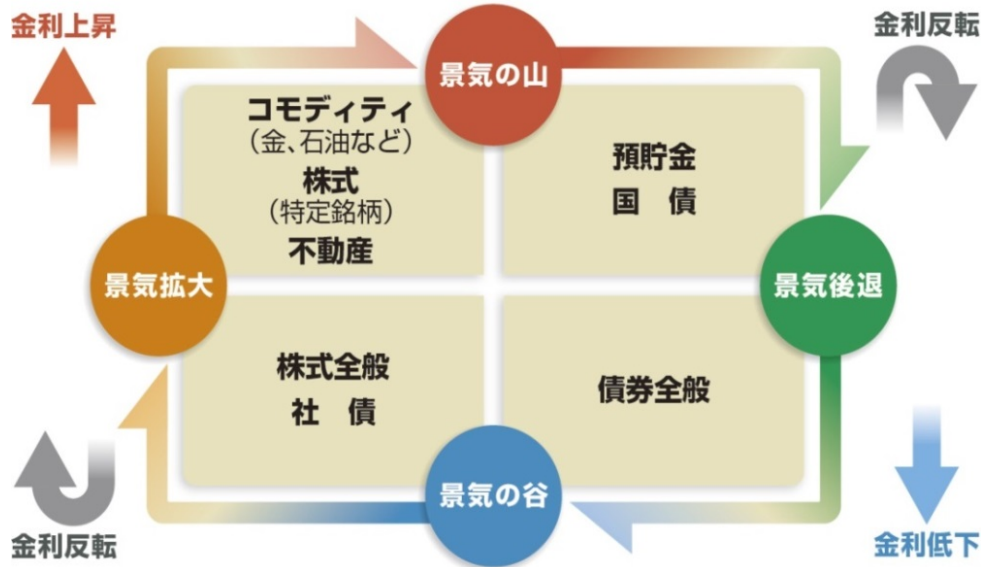 金利上昇
金利反転
景気の山
コモディティ
（金、石油など）
株式
（特定銘柄）
不動産
預貯金
国　債
景気拡大
景気後退
株式全般
社　債
債券全般
景気の谷
金利反転
金利低下